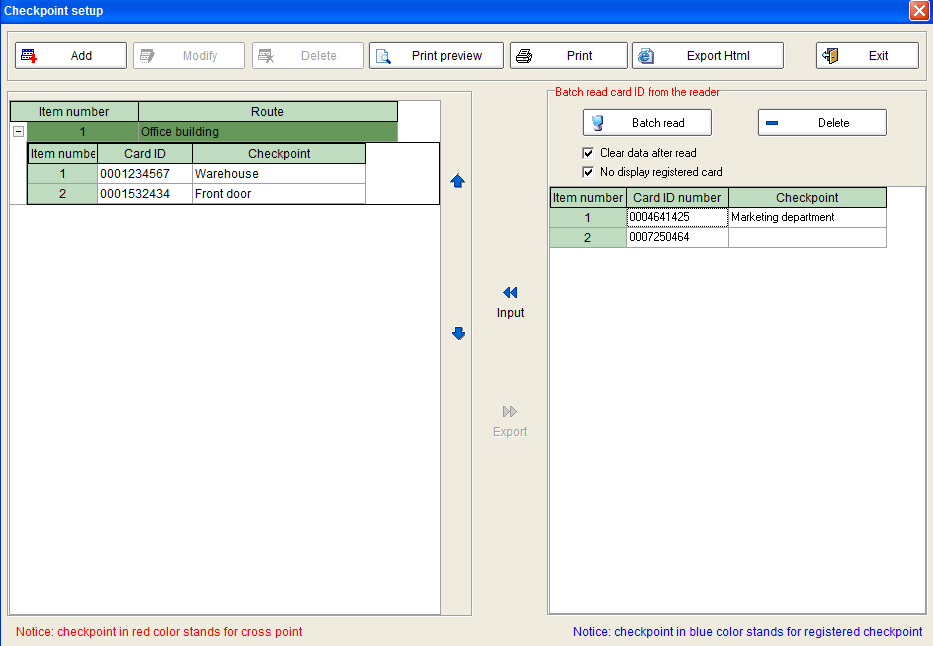 Checkpoint setup
Add Modify Delete Print preview Print Export Html Exit
Item number Route
1 Office building
Item numbe Card ID Checkpoint
1 0001234567 Warehouse
2 0001532434 Front door
Input
Export
Batch read card ID from the reader
Batch read Delete
Clear data after read
No display registered card
Item number Card ID number Checkpoint
1 0004641425 Marketing department
2 0007250464
Notice: checkpoint in red color stands for cross point
Notice: checkpoint in blue color stands for registered checkpoint